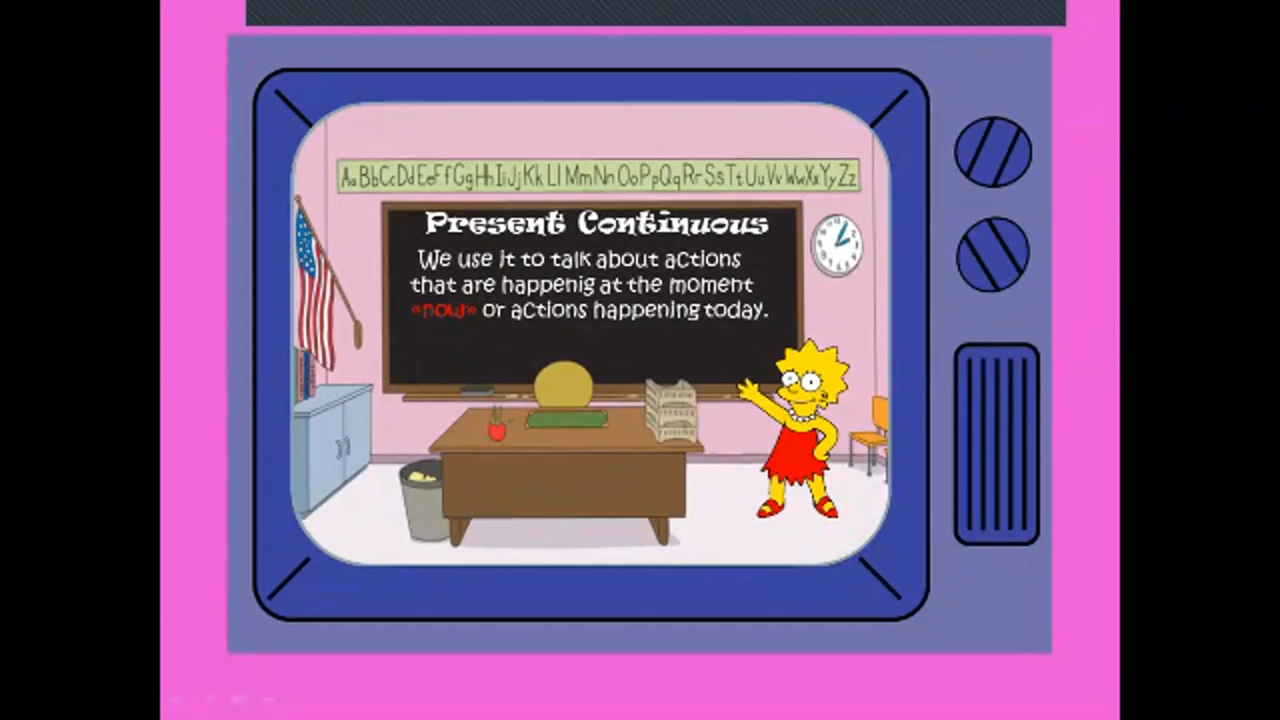 AaBbCcDdEeFfGgHhIiJjKkLlMmNnOoPpQqRrSsTtUuVvWwXxYyZz
Present Continuous
We use it to talk about actions
that are happenig at the moment
«now» or actions happening today.